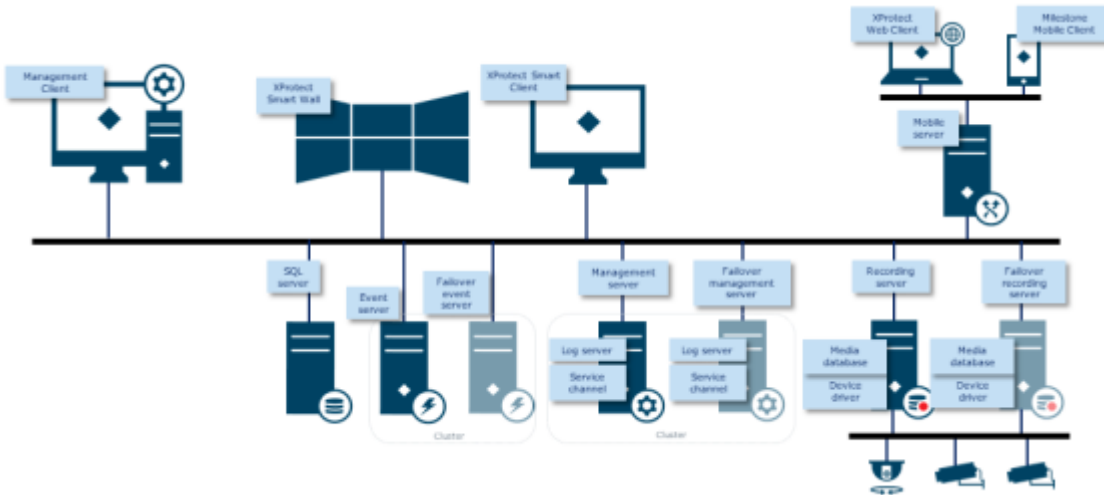 XProtect
Web Client
Milestone
Mobile Client
Management
Client
XProtect
Smart Wall
XProtect Smart
Client
Mobile
server
SQL
server
Event
server
Failover
event
server
Management
server
Failover
management
server
Recording
server
Failover
recording
server
Log server
Service
channel
Log server
Service
channel
Media
database
Device
driver
Media
database
Device
driver
Cluster
Cluster